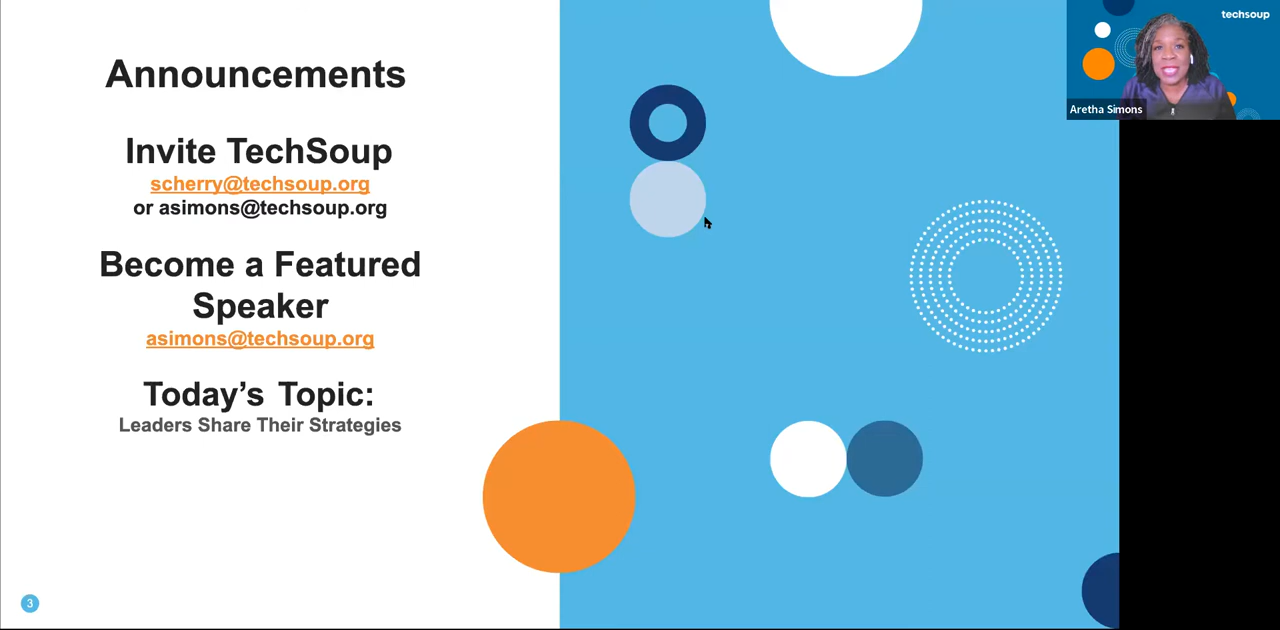 Announcements
Invite TechSoup
scherry@techsoup.org
or asimons@techsoup.org
Become a Featured
Speaker
asimons@techsoup.org
Today’s Topic:
Leaders Share Their Strategies
3
techsoup
Aretha Simons